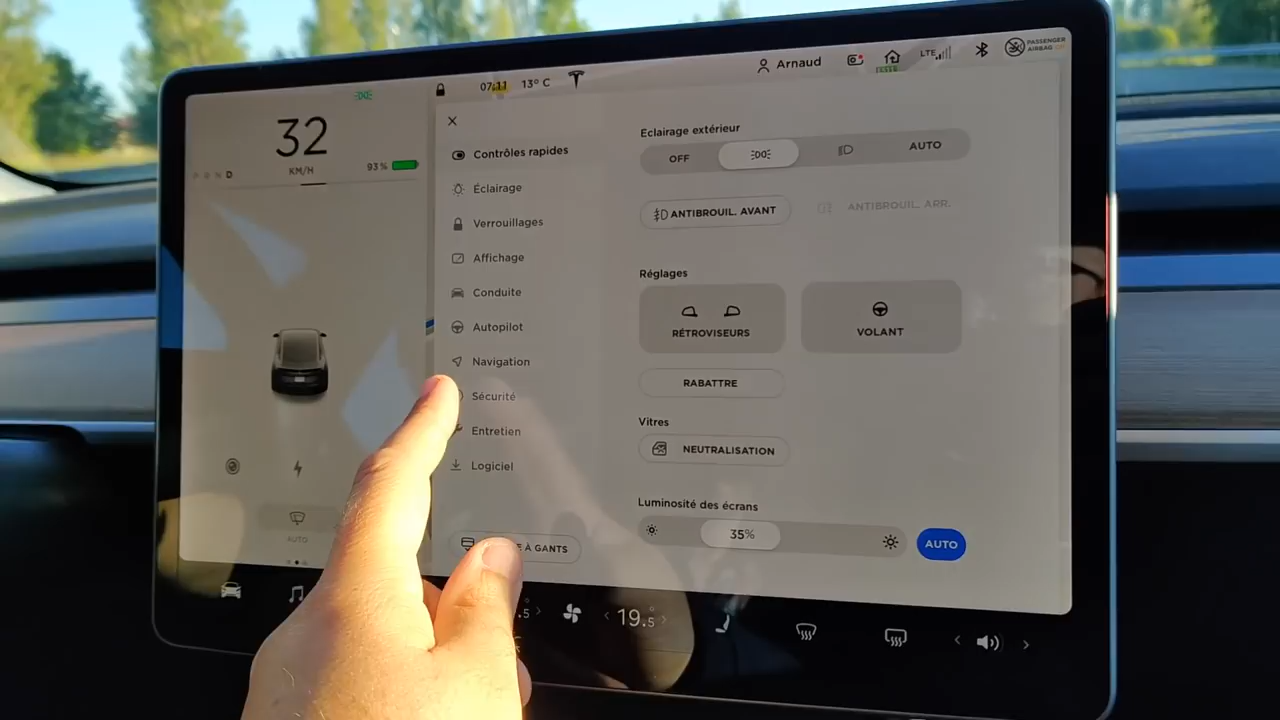 Arnaud
LTE
PASSENGER
AIRBAG
07:11
13° C
32
KM/H
93 %
D
AUTO
Contrôles rapides
Éclairage
Verrouillages
Affichage
Conduite
Autopilot
Navigation
Sécurité
Entretien
Logiciel
À GANTS
Eclairage extérieur
OFF
AUTO
ANTIBROUIL. AVANT
ANTIBROUIL. ARR.
Réglages
RÉTROVISEURS
VOLANT
RABATTRE
Vitres
NEUTRALISATION
Luminosité des écrans
35%
AUTO
.5
19.5